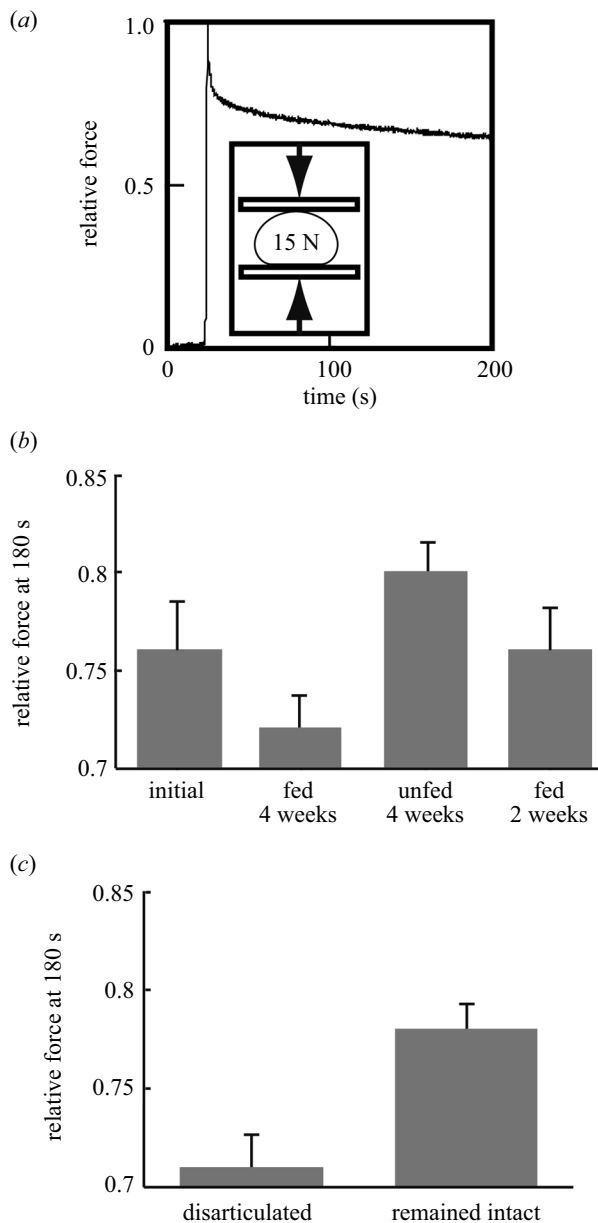 (a)
1.0
relative force
0.5
15 N
0
0 100 200
time (s)
(b)
0.85
relative force at 180 s
0.8
0.75
0.7
initial fed unfed fed
4 weeks 4 weeks 2 weeks
(c)
0.85
relative force at 180 s
0.8
0.75
0.7
disarticulated remained intact